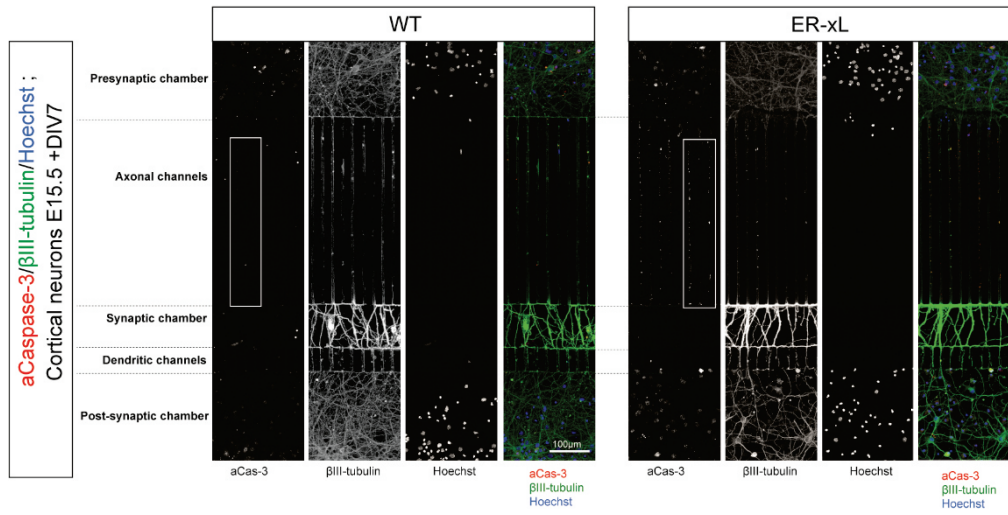 aCaspase-3/βIII-tubulin/Hoechst ;
Cortical neurons E15.5 +DIV7
WT
ER-xL
Presynaptic chamber
Axonal channels
Synaptic chamber
Dendritic channels
Post-synaptic chamber
100µm
aCas-3
βIII-tubulin
Hoechst
aCas-3
βIII-tubulin
Hoechst
aCas-3
βIII-tubulin
Hoechst
aCas-3
βIII-tubulin
Hoechst